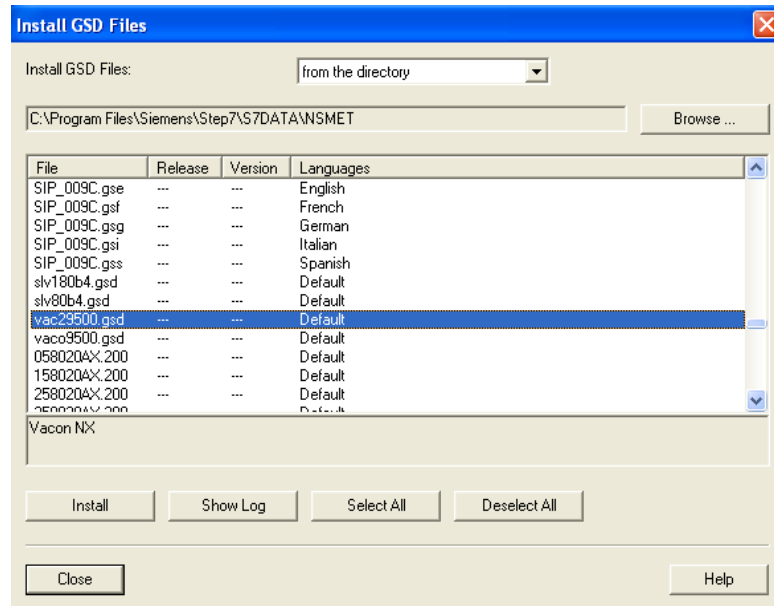 Install GSD Files
Install GSD Files: from the directory
C:\Program Files\Siemens\Step7\S7DATA\NSMET Browse ...
File Release Version Languages
SIP_009C.gse --- --- English
SIP_009C.gsf --- --- French
SIP_009C.gsg --- --- German
SIP_009C.gsi --- --- Italian
SIP_009C.gss --- --- Spanish
slv180b4.gsd --- --- Default
slv80b4.gsd --- --- Default
vac29500.gsd --- --- Default
vaco9500.gsd --- --- Default
058020AX.200 --- --- Default
158020AX.200 --- --- Default
258020AX.200 --- --- Default
Vacon NX
Install Show Log Select All Deselect All
Close Help